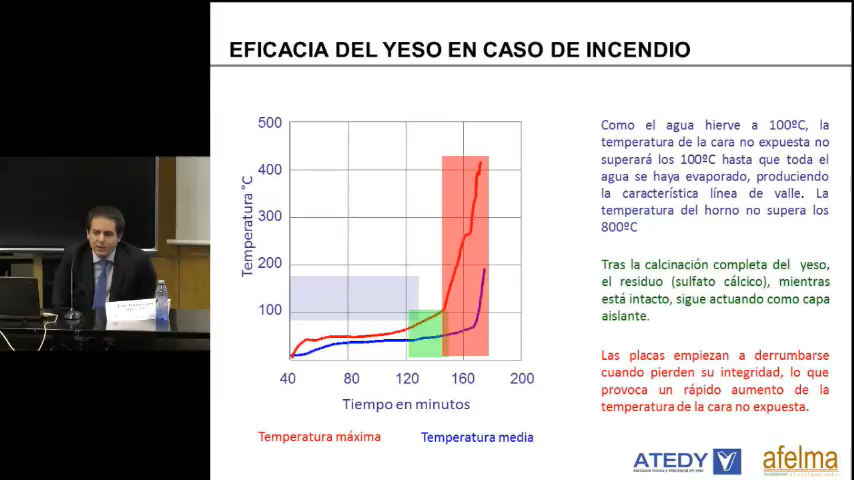 EFICACIA DEL YESO EN CASO DE INCENDIO
500
400
300
200
100
Temperatura °C
40
80
120
160
200
Tiempo en minutos
Temperatura máxima
Temperatura media
Como el agua hierve a 100ºC, la
temperatura de la cara no expuesta no
superará los 100ºC hasta que toda el
agua se haya evaporado, produciendo
la característica línea de valle. La
temperatura del horno no supera los
800ºC
Tras la calcinación completa del yeso,
el residuo (sulfato cálcico), mientras
está intacto, sigue actuando como capa
aislante.
Las placas empiezan a derrumbarse
cuando pierden su integridad, lo que
provoca un rápido aumento de la
temperatura de la cara no expuesta.
ATEDY
afelma